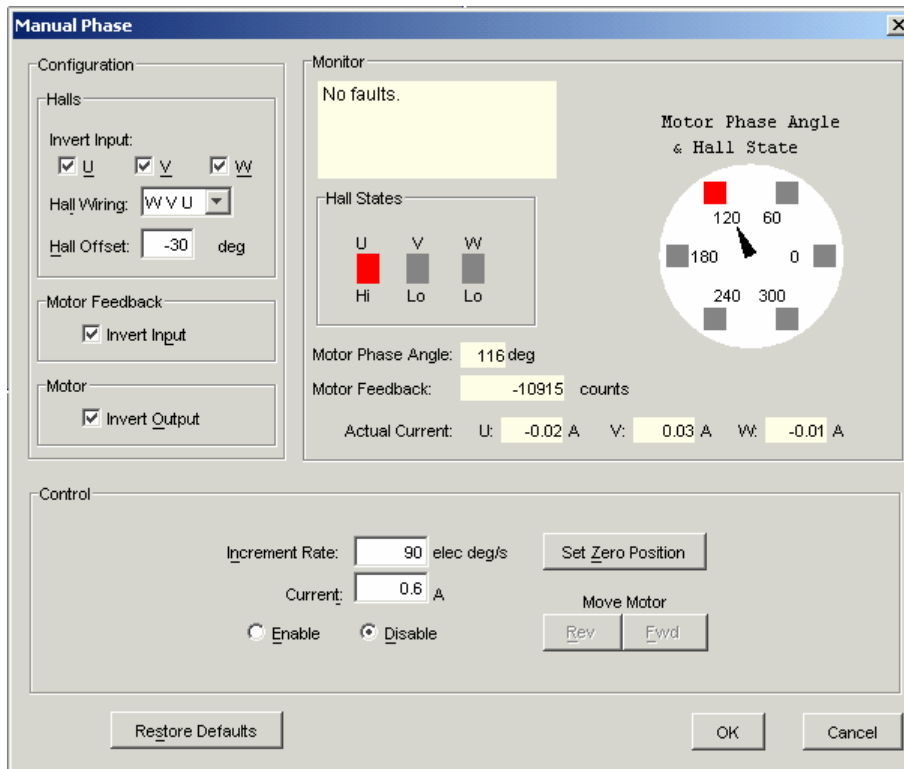 Manual Phase
Configuration
Halls
Invert Input:
U V W
Hall Wiring: W V U
Hall Offset: -30 deg
Motor Feedback
Invert Input
Motor
Invert Output
Monitor
No faults.
Hall States
U V W
Hi Lo Lo
Motor Phase Angle
& Hall State
120 60
180 0
240 300
Motor Phase Angle: 116 deg
Motor Feedback: -10915 counts
Actual Current: U: -0.02 A V: 0.03 A W: -0.01 A
Control
Increment Rate: 90 elec deg/s
Current: 0.6 A
Enable Disable
Set Zero Position
Move Motor
Rev Fwd
Restore Defaults
OK Cancel